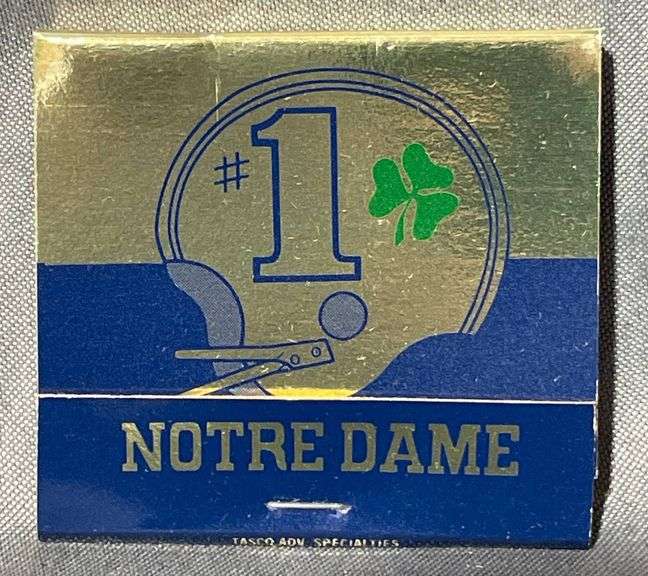 #1
NOTRE DAME
TASCO ADV. SPECIALTIES